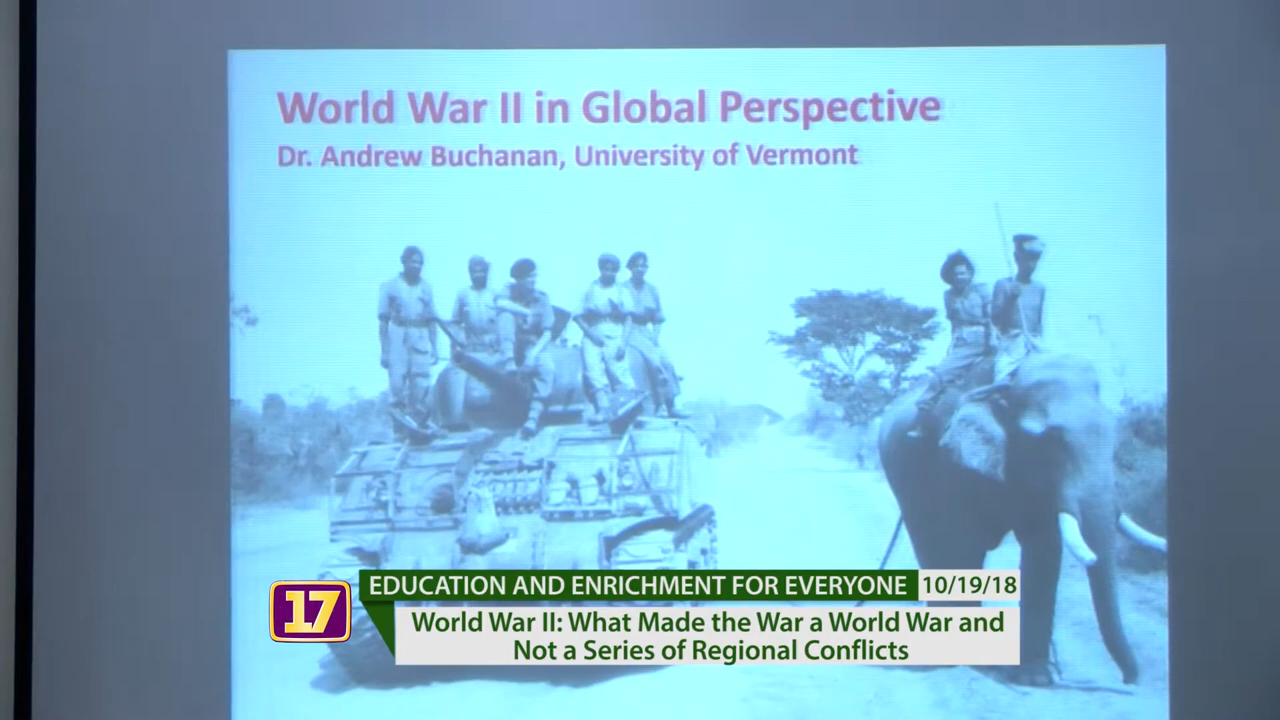 World War II in Global Perspective
Dr. Andrew Buchanan, University of Vermont
17
EDUCATION AND ENRICHMENT FOR EVERYONE 10/19/18
World War II: What Made the War a World War and
Not a Series of Regional Conflicts